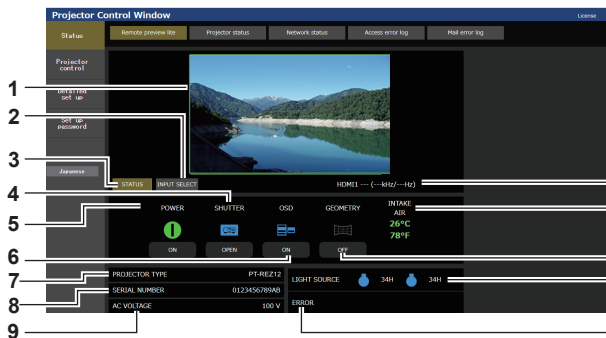 Projector Control Window
License
Status
Remote preview lite
Projector status
Network status
Access error log
Mail error log
Projector control
Detailed set up
Set up password
Japanese
1
2
3
4
5
6
7
8
9
STATUS
INPUT SELECT
HDMI1 --- (---kHz/---Hz)
POWER
SHUTTER
OSD
GEOMETRY
INTAKE AIR
26°C
78°F
ON
OPEN
ON
OFF
PROJECTOR TYPE PT-REZ12
SERIAL NUMBER 0123456789AB
AC VOLTAGE 100 V
LIGHT SOURCE 34H 34H
ERROR